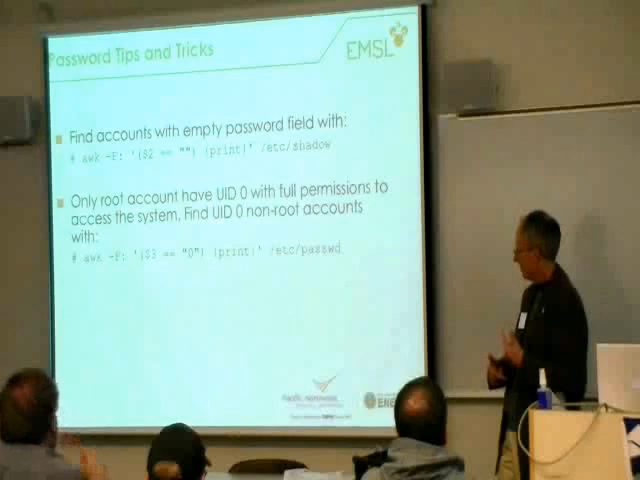 Password Tips and Tricks
EMSL
Find accounts with empty password field with:
# awk -F: '($2 == "") {print}' /etc/shadow
Only root account have UID 0 with full permissions to
access the system. Find UID 0 non-root accounts
with:
# awk -F: '($3 == "0") {print}' /etc/passwd
Pacific Northwest